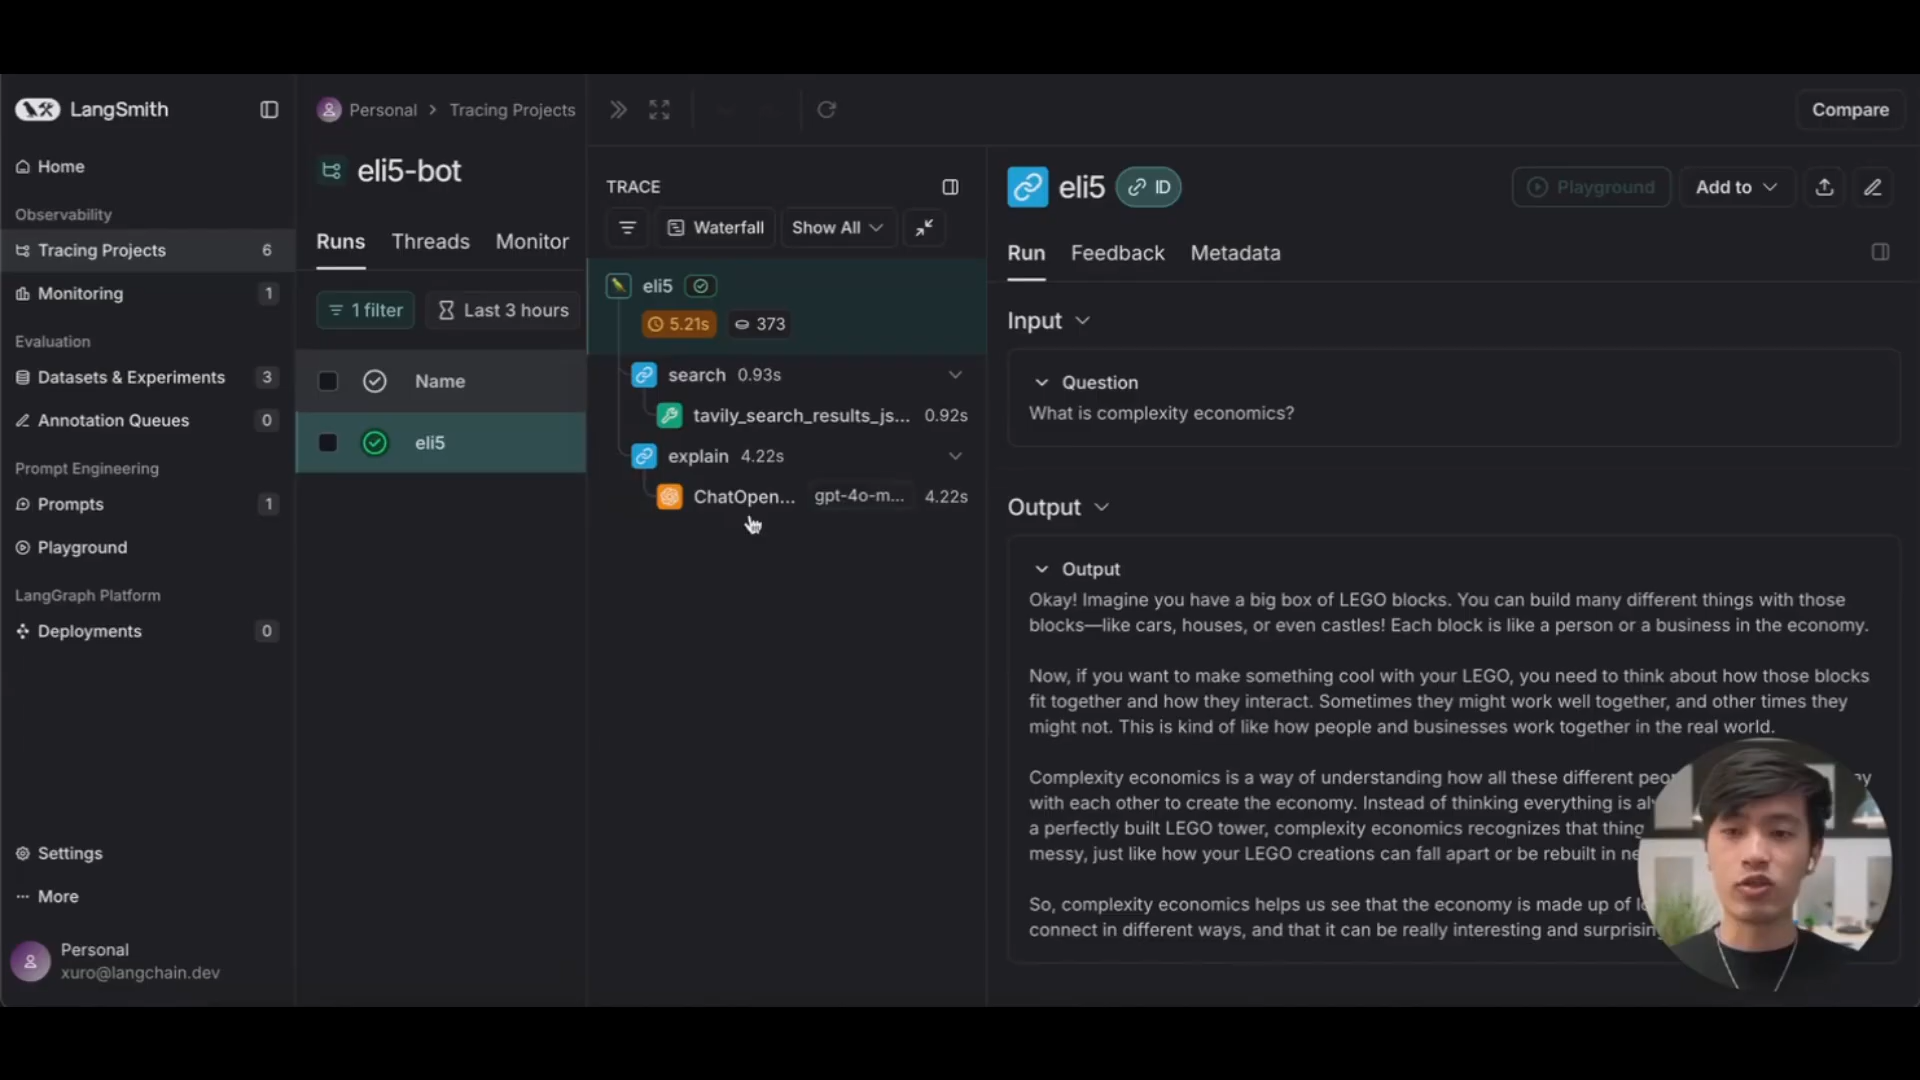 LangSmith
Home
Observability
Tracing Projects 6
Monitoring 1
Evaluation
Datasets & Experiments 3
Annotation Queues 0
Prompt Engineering
Prompts 1
Playground
LangGraph Platform
Deployments 0
Settings
More
Personal
xuro@langchain.dev
Personal > Tracing Projects
eli5-bot
Runs Threads Monitor
1 filter Last 3 hours
Name
eli5
TRACE
Waterfall Show All
eli5
5.21s 373
search 0.93s
tavily_search_results_js... 0.92s
explain 4.22s
ChatOpen... gpt-4o-m... 4.22s
Compare
eli5 ID Playground Add to
Run Feedback Metadata
Input
Question
What is complexity economics?
Output
Output
Okay! Imagine you have a big box of LEGO blocks. You can build many different things with those
blocks—like cars, houses, or even castles! Each block is like a person or a business in the economy.
Now, if you want to make something cool with your LEGO, you need to think about how those blocks
fit together and how they interact. Sometimes they might work well together, and other times they
might not. This is kind of like how people and businesses work together in the real world.
Complexity economics is a way of understanding how all these different
with each other to create the economy. Instead of thinking everything is
a perfectly built LEGO tower, complexity economics recognizes that
messy, just like how your LEGO creations can fall apart or be rebuilt in
So, complexity economics helps us see that the economy is made up of
connect in different ways, and that it can be really interesting and